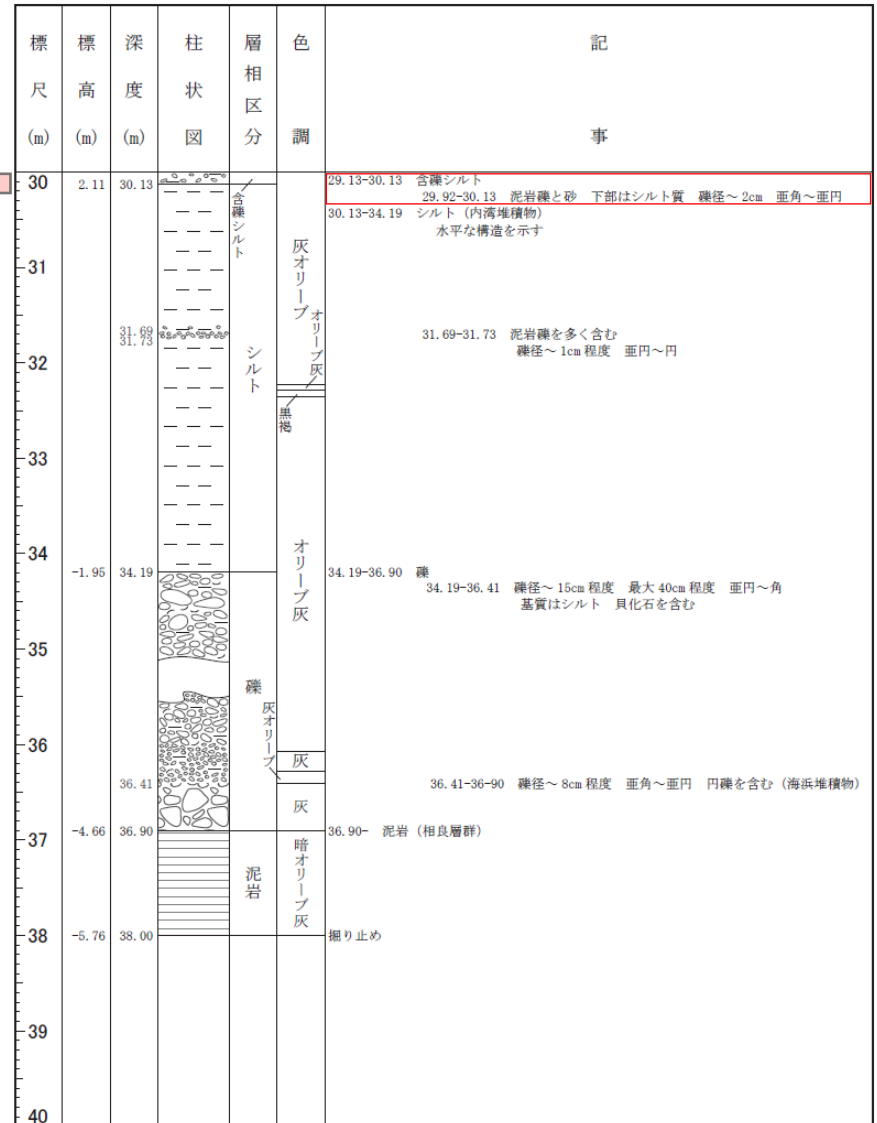 標尺(m)
標高(m)
深度(m)
柱状図
層相区分
色調
記事
30
2.11
30.13
含礫シルト
29.13-30.13 含礫シルト
29.92-30.13 泥岩礫と砂 下部はシルト質 礫径～2cm 亜角～亜円
30.13-34.19 シルト（内湾堆積物）
水平な構造を示す
灰オリーブ
31
31.69
31.73
31.69-31.73 泥岩礫を多く含む
礫径～1cm程度 亜円～円
オリーブ灰
シルト
32
黒褐
33
34
-1.95
34.19
オリーブ灰
34.19-36.90 礫
34.19-36.41 礫径～15cm程度 最大40cm程度 亜円～角
基質はシルト 貝化石を含む
35
礫
灰オリーブ
36
灰
36.41
36.41-36-90 礫径～8cm程度 亜角～亜円 円礫を含む（海浜堆積物）
灰
37
-4.66
36.90
36.90- 泥岩（相良層群）
泥岩
暗オリーブ灰
38
-5.76
38.00
掘り止め
39
40